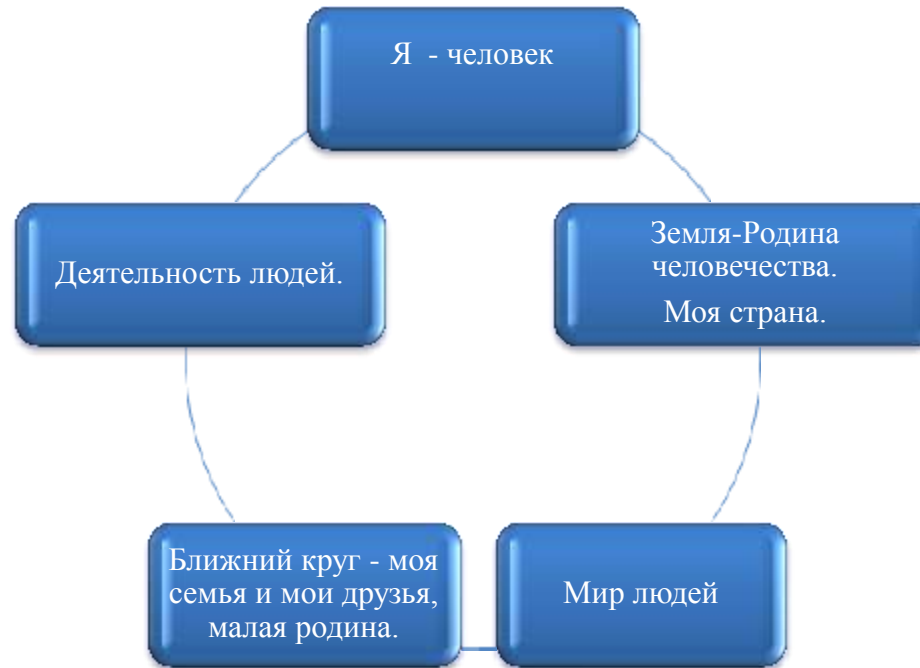 Я - человек
Земля-Родина
человечества.
Моя страна.
Деятельность людей.
Ближний круг - моя
семья и мои друзья,
малая родина.
Мир людей